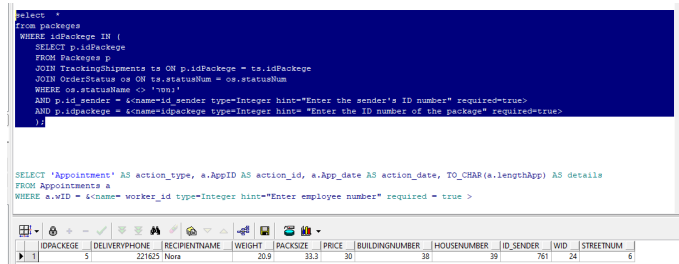 select *
from packeges
WHERE idPackege IN (
SELECT p.idPackege
FROM Packeges p
JOIN TrackingShipments ts ON p.idPackege = ts.idPackege
JOIN OrderStatus os ON ts.statusNum = os.statusNum
WHERE os.statusName <> 'נמסר'
AND p.id_sender = &<name=id_sender type=Integer hint="Enter the sender's ID number" required=true>
AND p.idpackege = &<name=idpackege type=Integer hint= "Enter the ID number of the package" required=true>
);
SELECT 'Appointment' AS action_type, a.AppID AS action_id, a.App_date AS action_date, TO_CHAR(a.lengthApp) AS details
FROM Appointments a
WHERE a.wID = &<name= worker_id type=Integer hint="Enter employee number" required = true >
IDPACKEGE DELIVERYPHONE RECIPIENTNAME WEIGHT PACKSIZE PRICE BUILDINGNUMBER HOUSENUMBER ID_SENDER WID STREETNUM
1 5 221625 Nora 20.9 33.3 30 38 39 761 24 6